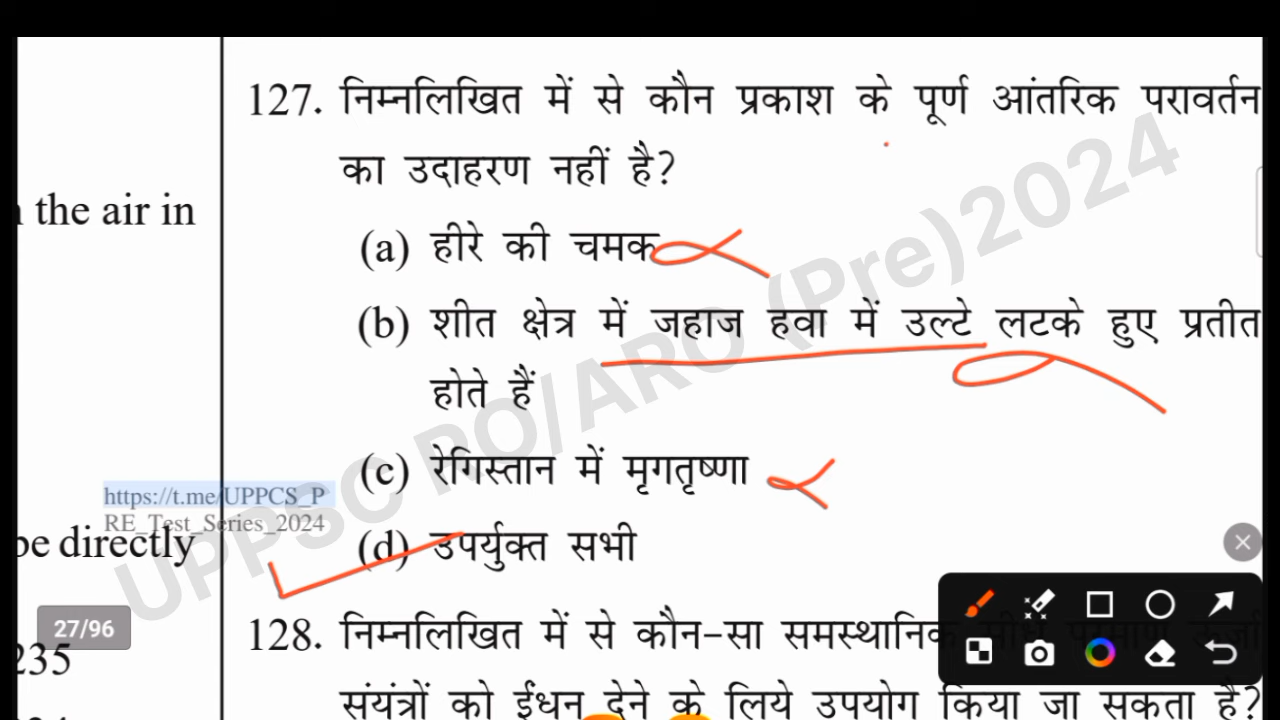 127. निम्नलिखित में से कौन प्रकाश के पूर्ण आंतरिक परावर्तन
का उदाहरण नहीं है?
the air in
(a) हीरे की चमक
(b) शीत क्षेत्र में जहाज हवा में उल्टे लटके हुए प्रतीत
होते हैं
(c) रेगिस्तान में मृगतृष्णा
https://t.me/UPPCS_P
RE_Test_Series_2024
be directly
(d) उपर्युक्त सभी
27/96
128. निम्नलिखित में से कौन-सा समस्थानिक सीधे परमाणु ऊर्जा
235
संयंत्रों को ईंधन देने के लिये उपयोग किया जा सकता है?
UPPSC RO/ARO (Pre)2024